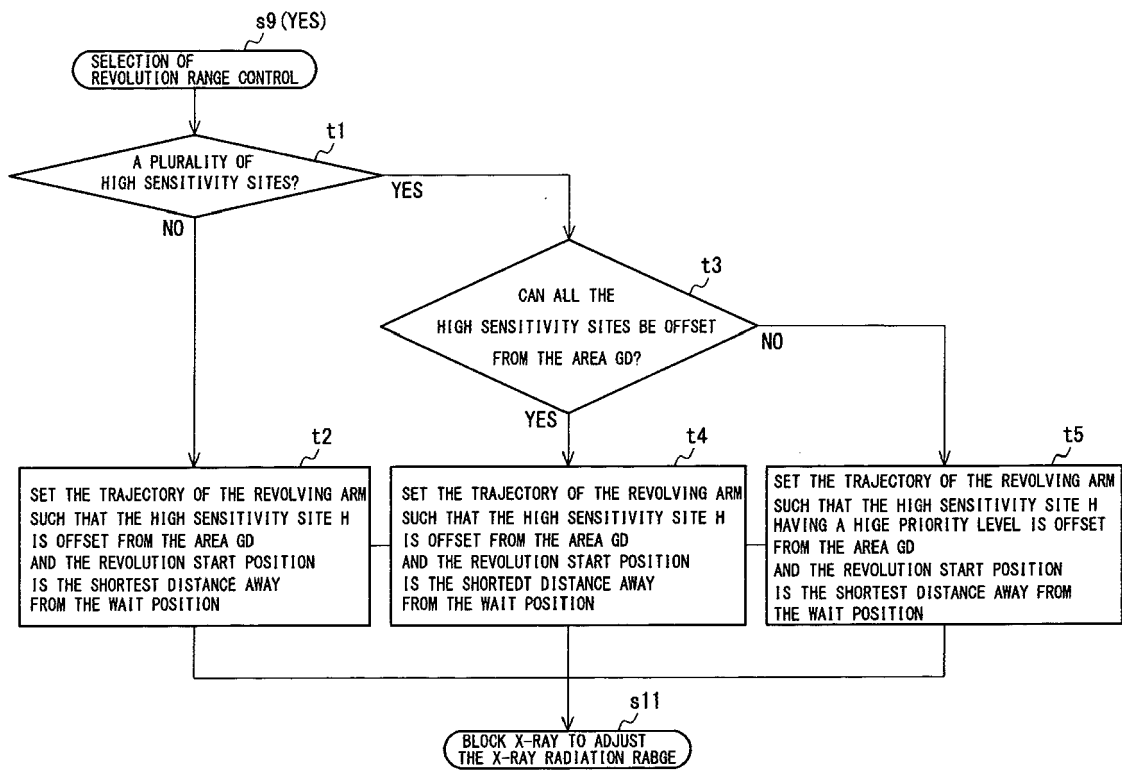 s9(YES)
SELECTION OF
REVOLUTION RANGE CONTROL
t1
A PLURALITY OF
HIGH SENSITIVITY SITES?
YES
NO
t3
CAN ALL THE
HIGH SENSITIVITY SITES BE OFFSET
FROM THE AREA GD?
NO
YES
t2
SET THE TRAJECTORY OF THE REVOLVING ARM
SUCH THAT THE HIGH SENSITIVITY SITE H
IS OFFSET FROM THE AREA GD
AND THE REVOLUTION START POSITION
IS THE SHORTEST DISTANCE AWAY
FROM THE WAIT POSITION
t4
SET THE TRAJECTORY OF THE REVOLVING ARM
SUCH THAT THE HIGH SENSITIVITY SITE H
IS OFFSET FROM THE AREA GD
AND THE REVOLUTION START POSITION
IS THE SHORTEDT DISTANCE AWAY
FROM THE WAIT POSITION
t5
SET THE TRAJECTORY OF THE REVOLVING ARM
SUCH THAT THE HIGH SENSITIVITY SITE H
HAVING A HIGE PRIORITY LEVEL IS OFFSET
FROM THE AREA GD
AND THE REVOLUTION START POSITION
IS THE SHORTEST DISTANCE AWAY FROM
THE WAIT POSITION
s11
BLOCK X-RAY TO ADJUST
THE X-RAY RADIATION RABGE